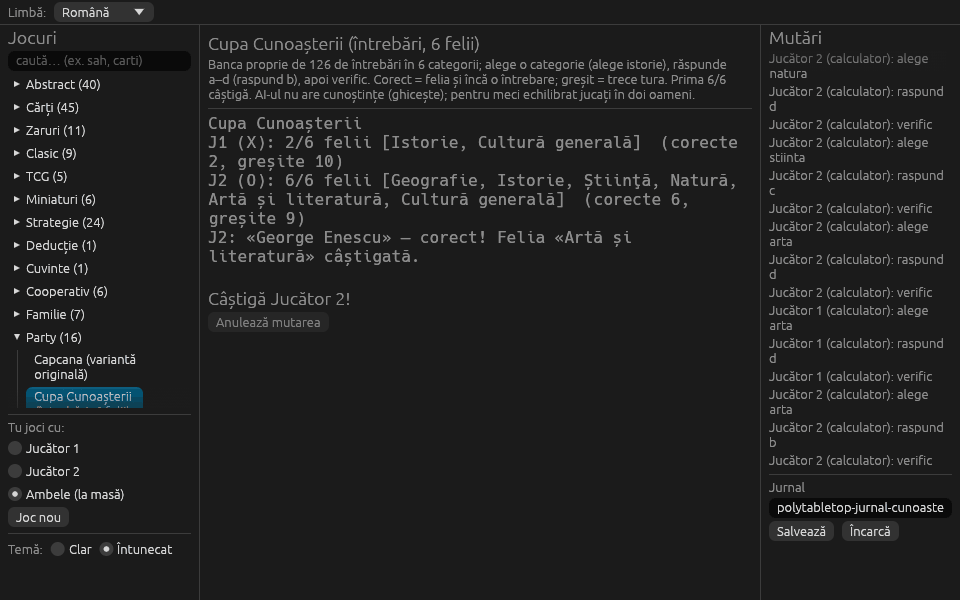 Limbă: Română
Jocuri
caută... (ex. sah, carti)
Abstract (40)
Cărți (45)
Zaruri (11)
Clasic (9)
TCG (5)
Miniaturi (6)
Strategie (24)
Deducție (1)
Cuvinte (1)
Cooperativ (6)
Familie (7)
Party (16)
Capcana (variantă
originală)
Cupa Cunoașterii
Tu joci cu:
Jucător 1
Jucător 2
Ambele (la masă)
Joc nou
Temă: Clar Întunecat
Cupa Cunoașterii (întrebări, 6 felii)
Banca proprie de 126 de întrebări în 6 categorii; alege o categorie (alege istorie), răspunde
a–d (raspund b), apoi verific. Corect = felia și încă o întrebare; greșit = trece tura. Prima 6/6
câștigă. AI-ul nu are cunoștințe (ghicește); pentru meci echilibrat jucați în doi oameni.
Cupa Cunoașterii
J1 (X): 2/6 felii [Istorie, Cultură generală]  (corecte
2, greșite 10)
J2 (O): 6/6 felii [Geografie, Istorie, Știință, Natură,
Artă și literatură, Cultură generală]  (corecte 6,
greșite 9)
J2: «George Enescu» — corect! Felia «Artă și
literatură» câștigată.
Câștigă Jucător 2!
Anulează mutarea
Mutări
Jucător 2 (calculator): alege
natura
Jucător 2 (calculator): raspund
d
Jucător 2 (calculator): verific
Jucător 2 (calculator): alege
stiinta
Jucător 2 (calculator): raspund
c
Jucător 2 (calculator): verific
Jucător 2 (calculator): alege
arta
Jucător 2 (calculator): raspund
d
Jucător 2 (calculator): verific
Jucător 1 (calculator): alege
arta
Jucător 1 (calculator): raspund
d
Jucător 1 (calculator): verific
Jucător 2 (calculator): alege
arta
Jucător 2 (calculator): raspund
b
Jucător 2 (calculator): verific
Jurnal
polytabletop-jurnal-cunoaste
Salvează Încarcă